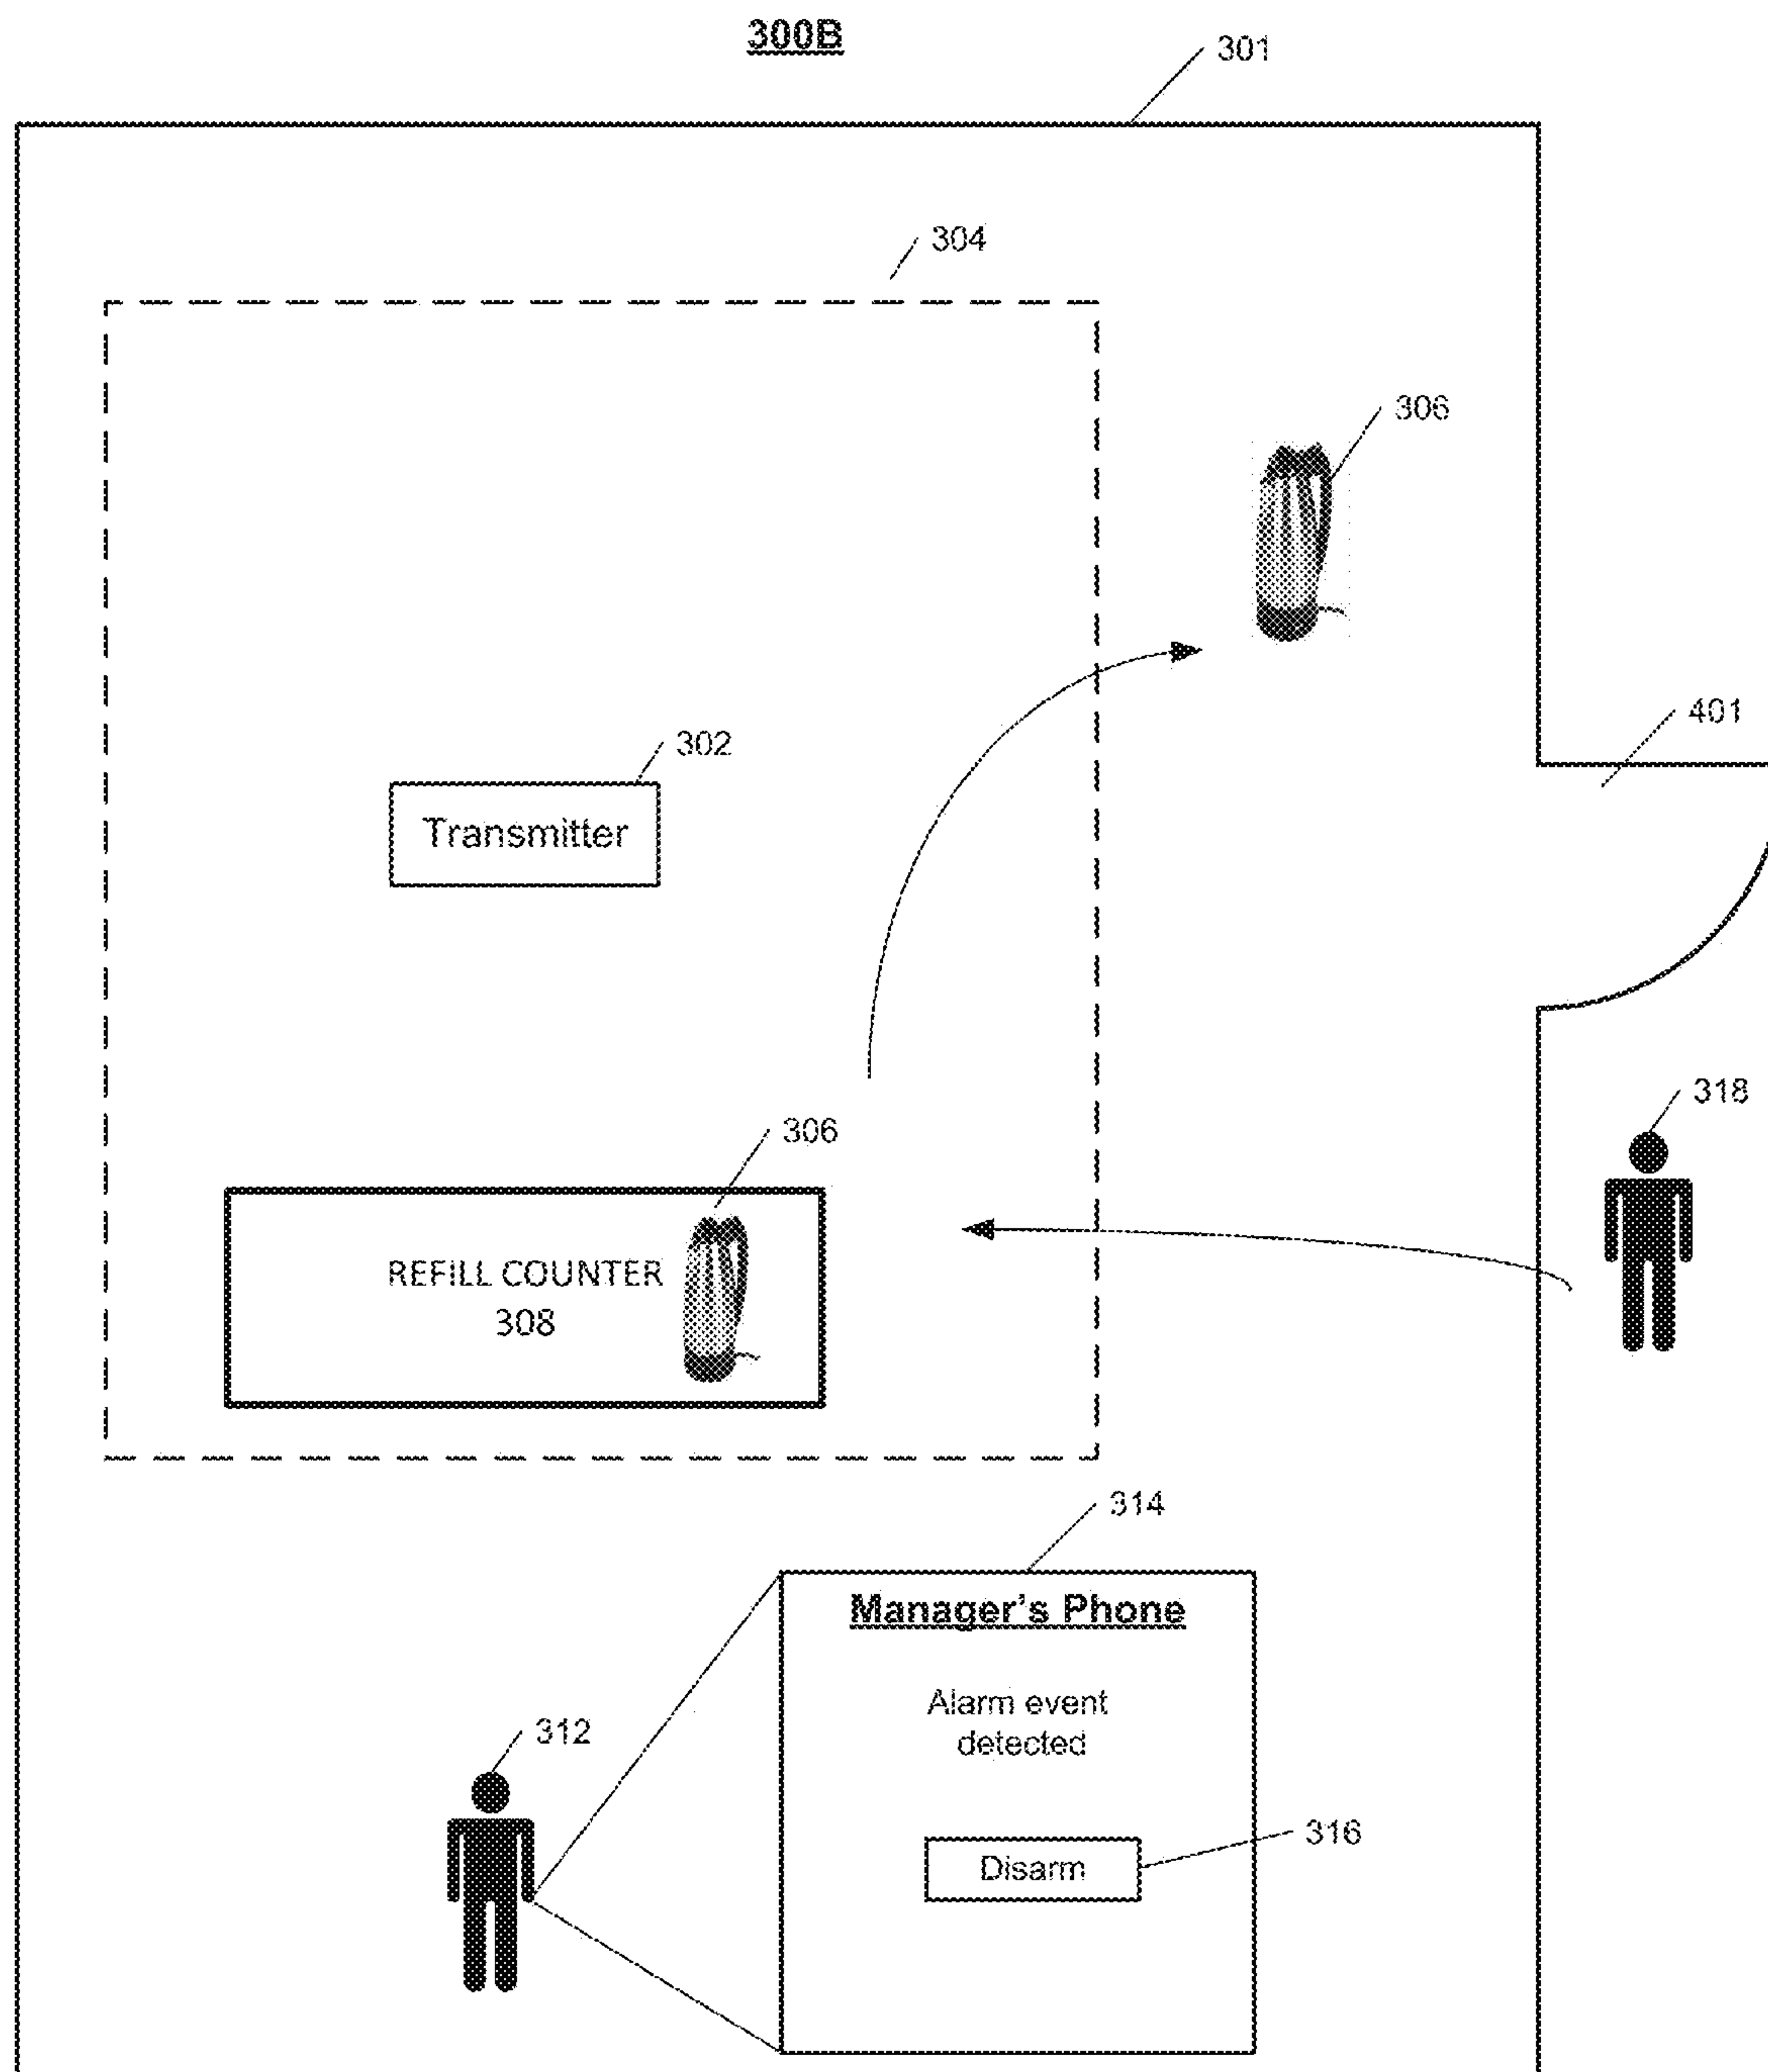 300B
301
304
306
401
302
Transmitter
318
306
REFILL COUNTER
308
314
Manager's Phone
Alarm event
detected
312
316
Disarm